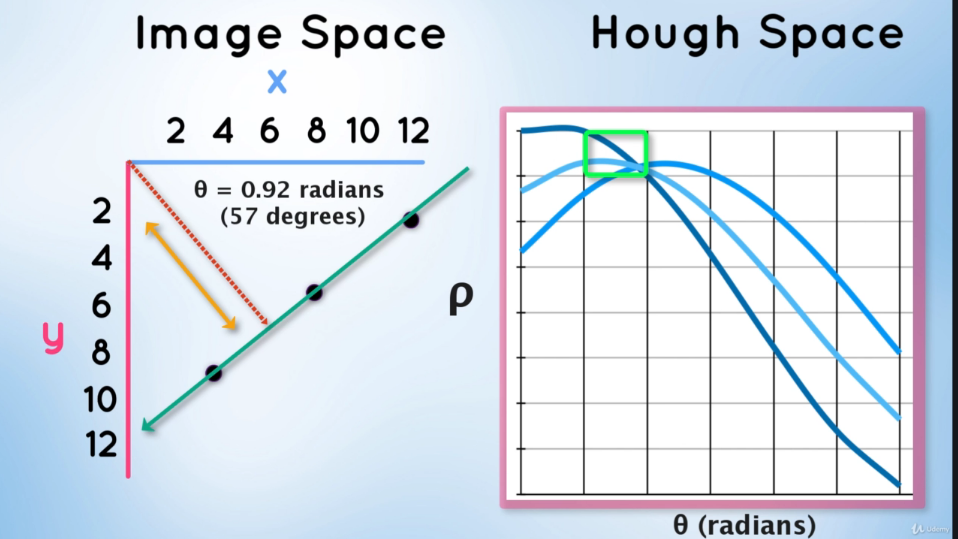 Image Space
Hough Space
x
2 4 6 8 10 12
θ = 0.92 radians
(57 degrees)
2
4
6
8
10
12
y
ρ
θ (radians)
Udemy